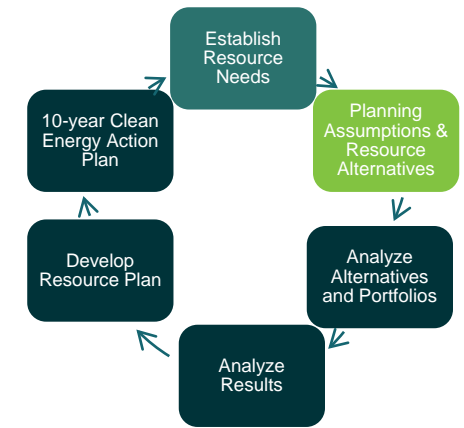 Establish
Resource
Needs
Planning
Assumptions &
Resource
Alternatives
Analyze
Alternatives
and Portfolios
Analyze
Results
Develop
Resource Plan
10-year Clean
Energy Action
Plan